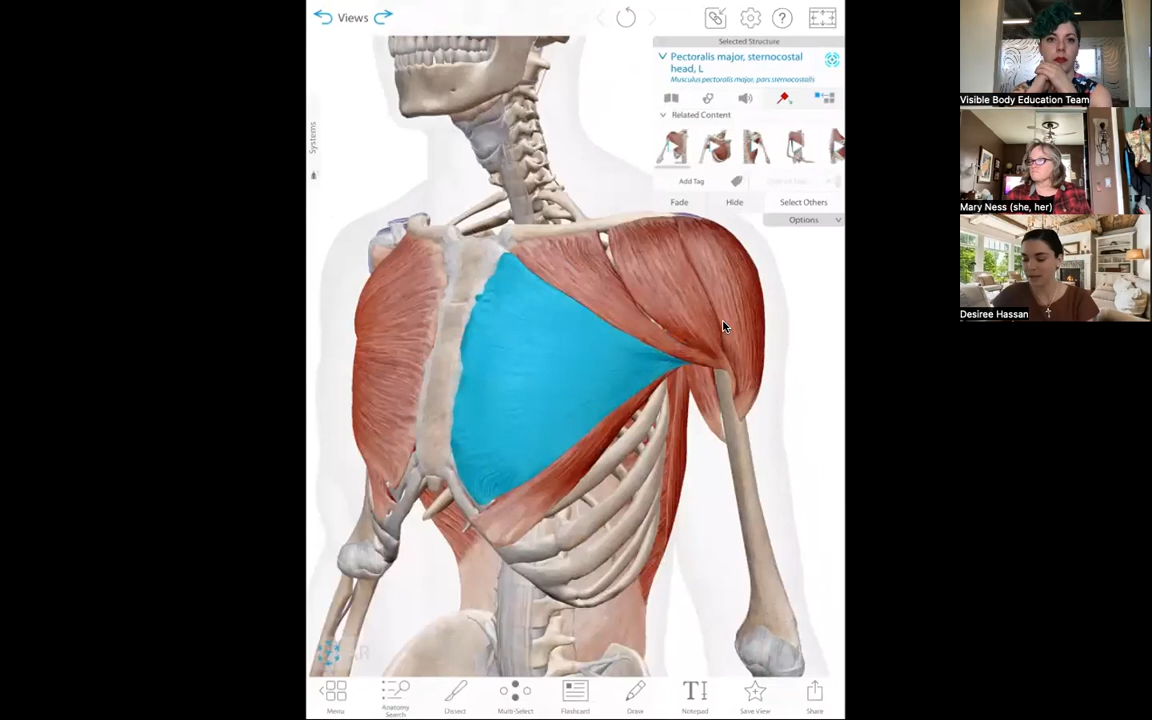 Views
Selected Structure
Pectoralis major, sternocostal
head, L
Musculus pectoralis major, pars sternocostalis
Related Content
Add Tag
Fade
Hide
Select Others
Options
Systems
AR
Menu
Anatomy
Search
Dissect
Multi-Select
Flashcard
Draw
Notepad
Save View
Share
Visible Body Education Team
Mary Ness (she, her)
Desiree Hassan